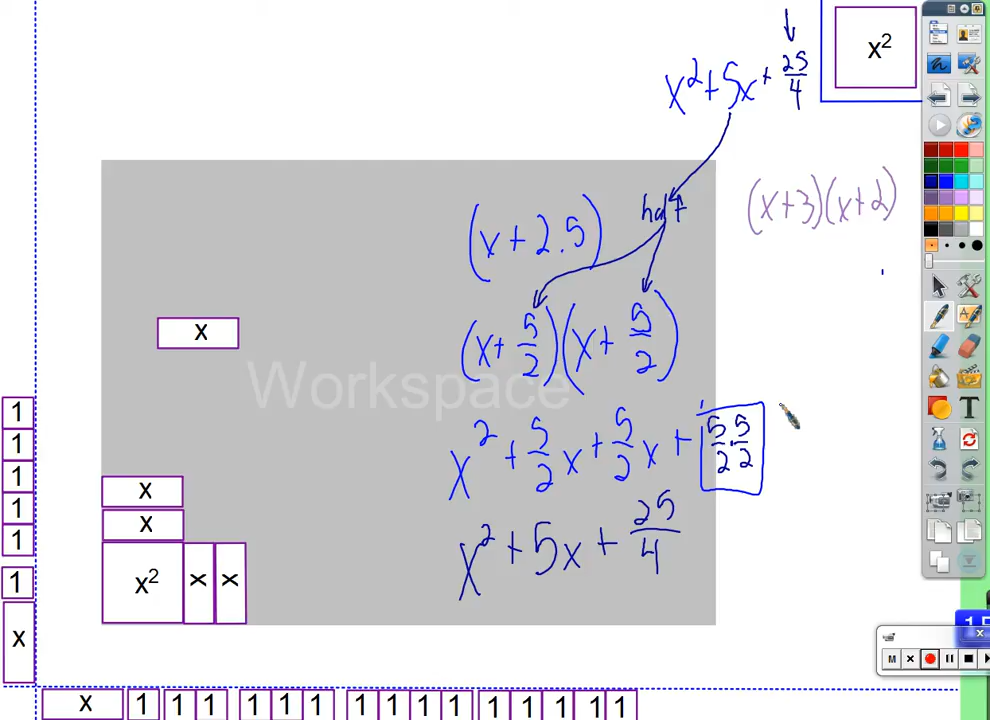 x² + 5x + 25/4
x²
(x+3)(x+2)
half
(x + 2.5)
(x + 5/2)(x + 5/2)
x
Workspace
x² + 5/2 x + 5/2 x + 5/2 · 5/2
x² + 5x + 25/4
x
x
x² x x
1
1
1
1
1
1
x
x 1 1 1 1 1 1 1 1 1 1 1 1 1 1 1
T
M